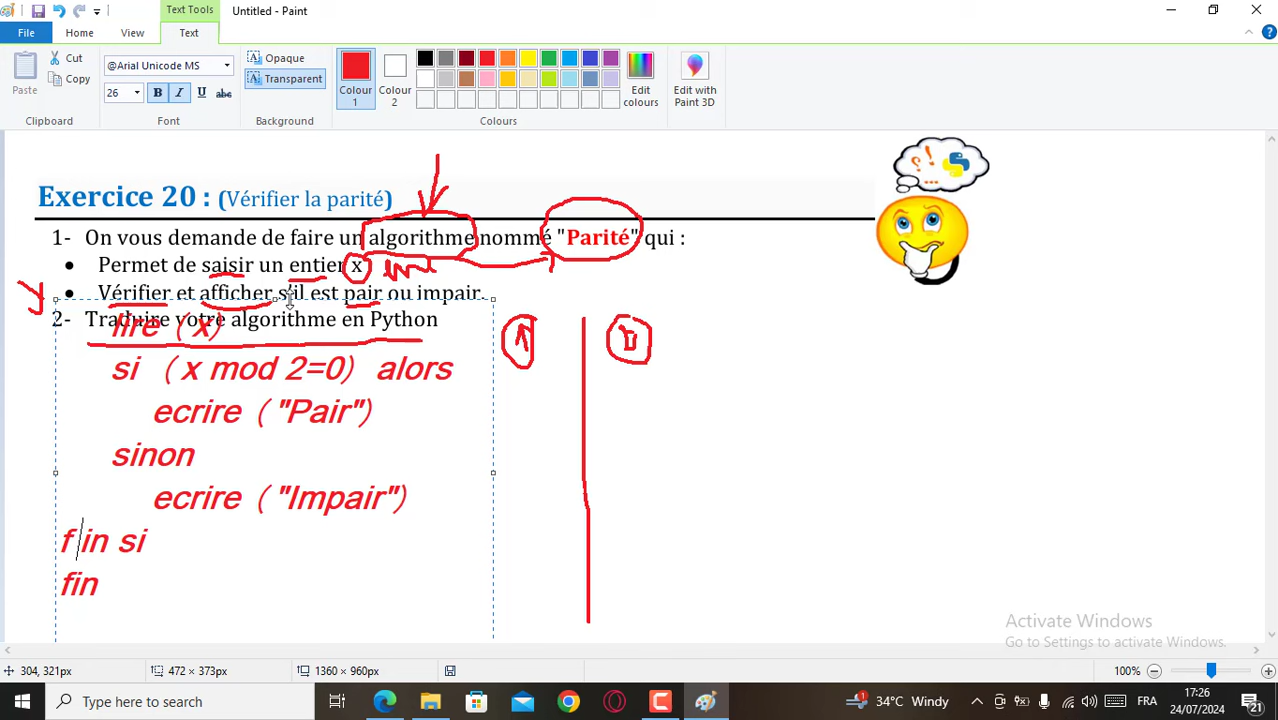 Text Tools
Untitled - Paint
File
Home
View
Text
Cut
Copy
Paste
Clipboard
@Arial Unicode MS
26
B I U abc
Font
Opaque
Transparent
Background
Colour 1
Colour 2
Edit colours
Edit with Paint 3D
Colours
Exercice 20 : (Vérifier la parité)
1- On vous demande de faire un algorithme nommé "Parité" qui :
• Permet de saisir un entier x
• Vérifier et afficher s'il est pair ou impair.
2- Traduire votre algorithme en Python
lire (x)
si (x mod 2=0) alors
ecrire ("Pair")
sinon
ecrire ("Impair")
f in si
fin
Activate Windows
Go to Settings to activate Windows.
304, 321px
472 × 373px
1360 × 960px
100%
Type here to search
34°C Windy
FRA
17:26
24/07/2024
21